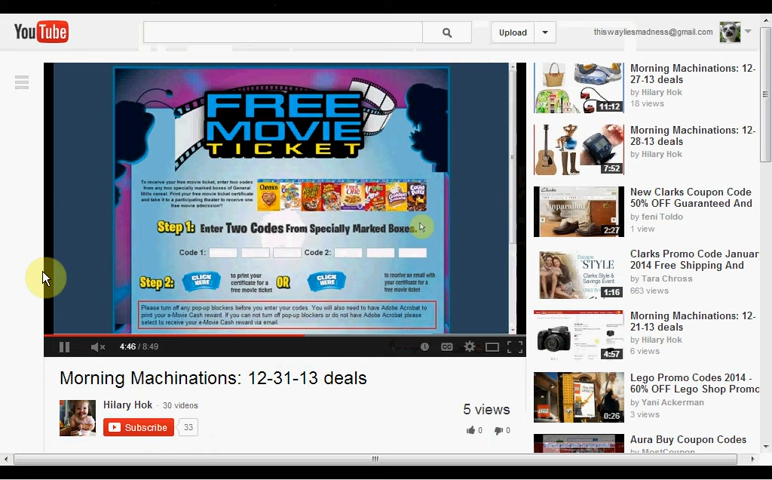 YouTube
Upload
thiswayliesmadness@gmail.com
FREE
MOVIE
TICKET
To receive your free movie ticket, enter two codes
from any two specially marked boxes of General
Mills cereal. Print your free movie ticket certificate
and take it to a participating theater to receive one
free movie admission!
Step 1: Enter Two Codes From Specially Marked Boxes.
Code 1:
Code 2:
Step 2:
CLICK HERE
to print your
certificate for a
free movie ticket
OR
CLICK HERE
to receive an email with
your certificate for a
free movie ticket
Please turn off any pop-up blockers before you enter your codes. You will also need to have Adobe Acrobat to
print your e-Movie Cash reward. If you can not turn off pop-up blockers or do not have Adobe Acrobat please
select to receive your e-Movie Cash reward via email.
4:46 / 8:49
Morning Machinations: 12-31-13 deals
Hilary Hok · 30 videos
Subscribe
33
5 views
0
0
11:12
Morning Machinations: 12-
27-13 deals
by Hilary Hok
18 views
7:52
Morning Machinations: 12-
28-13 deals
by Hilary Hok
2:27
New Clarks Coupon Code
50% OFF Guaranteed And
by feni Toldo
1 view
1:16
Clarks Promo Code Januar
2014 Free Shipping And
by Tara Chross
663 views
4:57
Morning Machinations: 12-
21-13 deals
by Hilary Hok
6 views
0:26
Lego Promo Codes 2014 -
60% OFF Lego Shop Promo
by Yani Ackerman
3 views
Aura Buy Coupon Codes
by MostCoupon